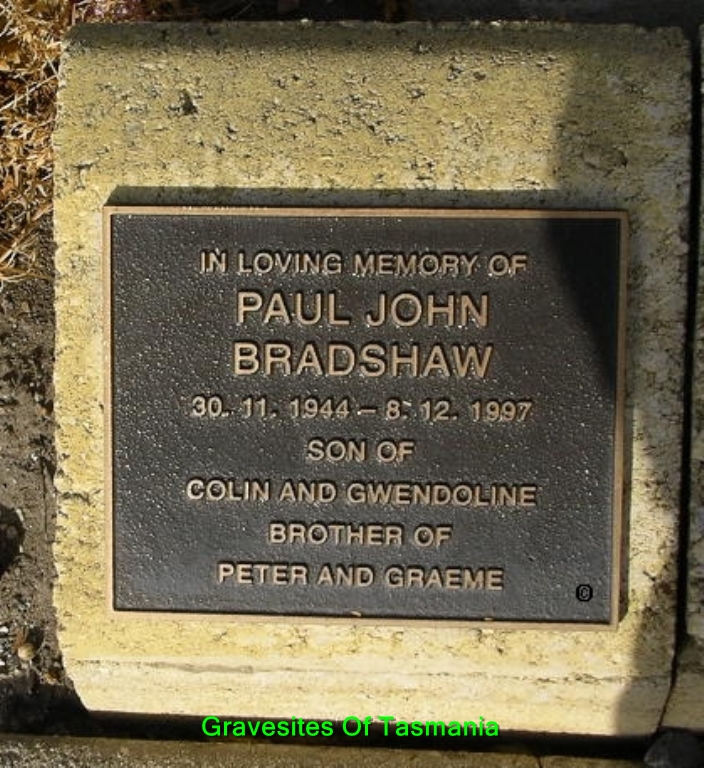 IN LOVING MEMORY OF
PAUL JOHN
BRADSHAW
30. 11. 1944 – 8. 12. 1997
SON OF
COLIN AND GWENDOLINE
BROTHER OF
PETER AND GRAEME
©
Gravesites Of Tasmania